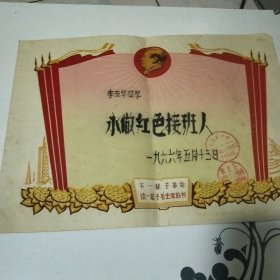 李玉华同学
永做红色接班人
一九六六年五月十三日
干一辈子革命
读一辈子毛主席的书